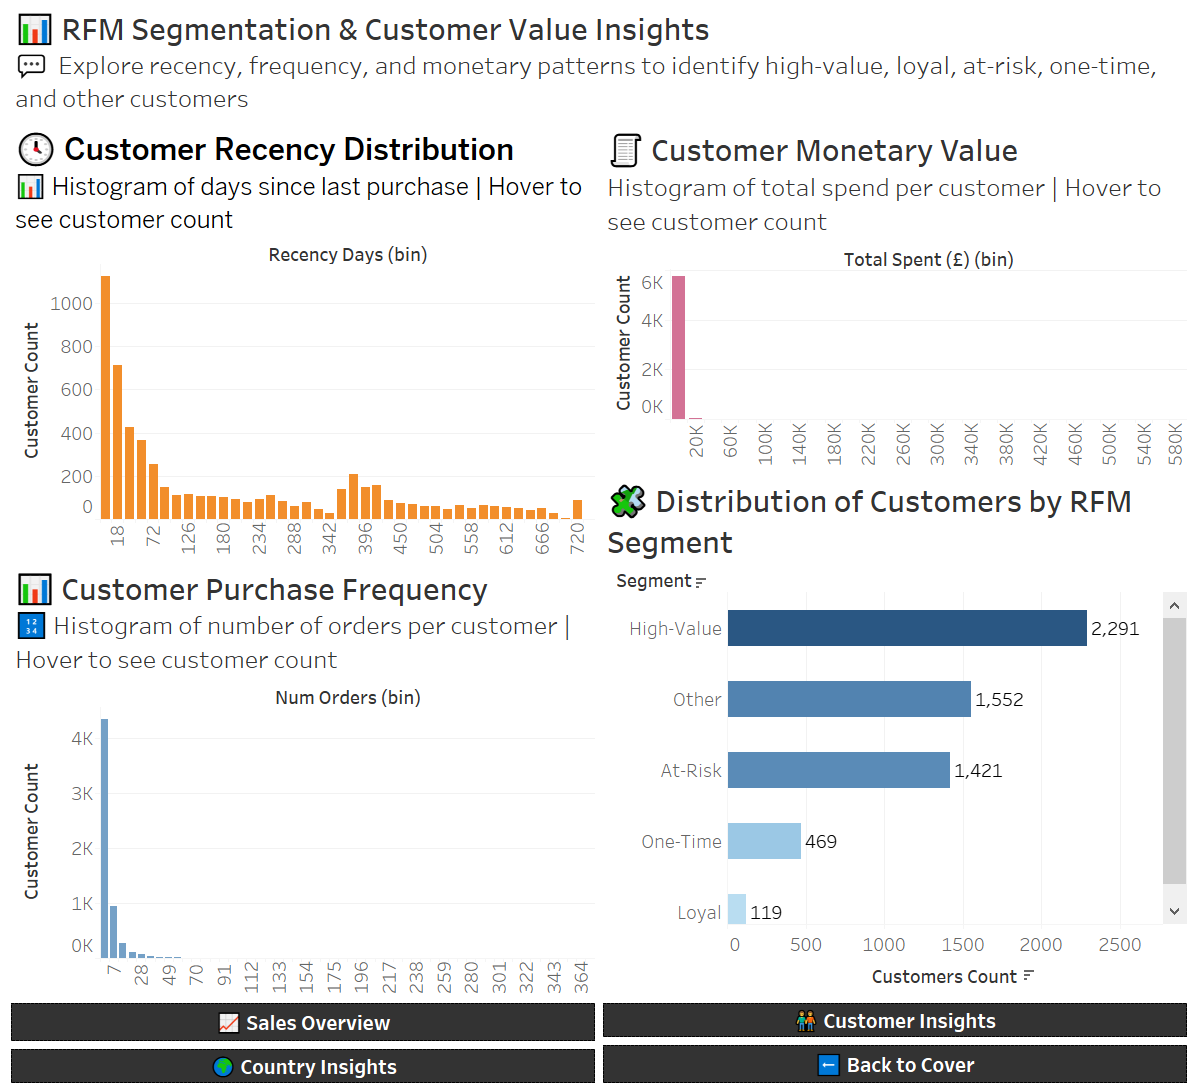 RFM Segmentation & Customer Value Insights
Explore recency, frequency, and monetary patterns to identify high-value, loyal, at-risk, one-time,
and other customers
Customer Recency Distribution
Histogram of days since last purchase | Hover to
see customer count
Recency Days (bin)
Customer Count
1000
800
600
400
200
0
18 72 126 180 234 288 342 396 450 504 558 612 666 720
Customer Monetary Value
Histogram of total spend per customer | Hover to
see customer count
Total Spent (£) (bin)
Customer Count
6K
4K
2K
0K
20K 60K 100K 140K 180K 220K 260K 300K 340K 380K 420K 460K 500K 540K 580K
Customer Purchase Frequency
1 2
3 4
Histogram of number of orders per customer |
Hover to see customer count
Num Orders (bin)
Customer Count
4K
3K
2K
1K
0K
7 28 49 70 91 112 133 154 175 196 217 238 259 280 301 322 343 364
Distribution of Customers by RFM
Segment
Segment
High-Value 2,291
Other 1,552
At-Risk 1,421
One-Time 469
Loyal 119
0 500 1000 1500 2000 2500
Customers Count
Sales Overview
Customer Insights
Country Insights
Back to Cover